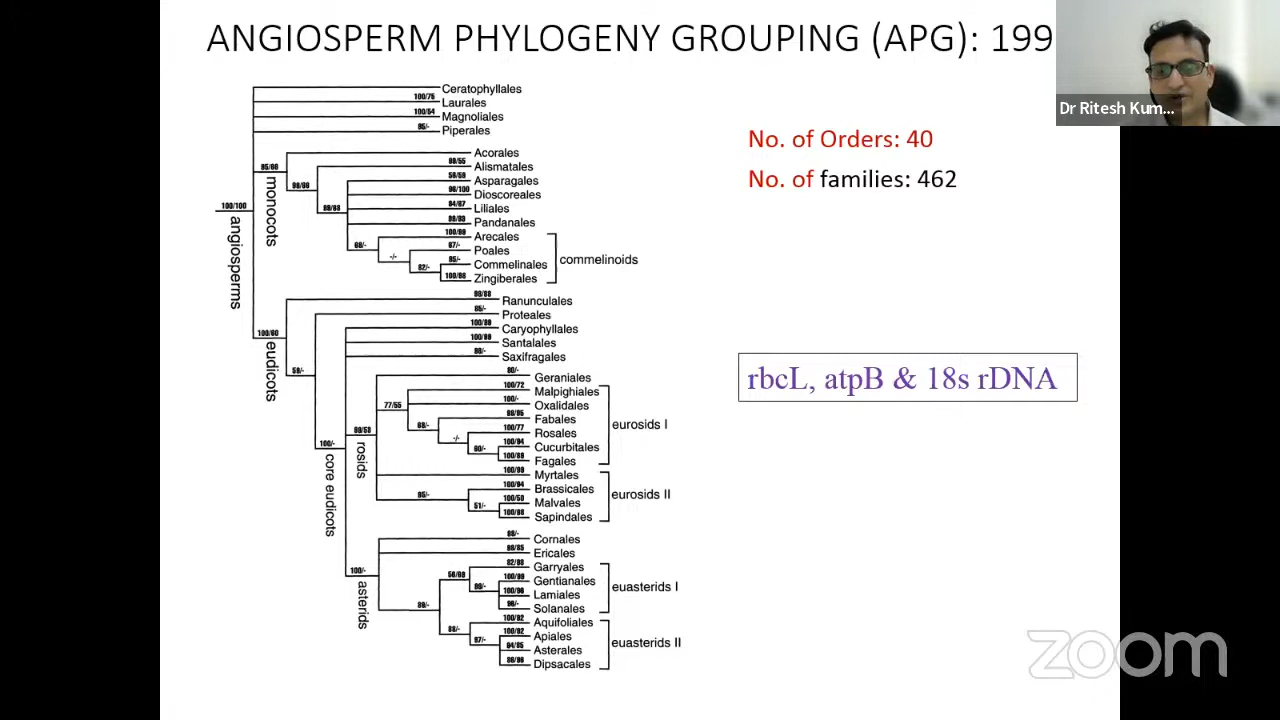 ANGIOSPERM PHYLOGENY GROUPING (APG): 199
Dr Ritesh Kum...
No. of Orders: 40
No. of families: 462
rbcL, atpB & 18s rDNA
angiosperms
100/100
Ceratophyllales
Laurales
Magnoliales
Piperales
monocots
Acorales
Alismatales
Asparagales
Dioscoreales
Liliales
Pandanales
Arecales
Poales
Commelinales
Zingiberales
commelinoids
eudicots
Ranunculales
Proteales
Caryophyllales
Santalales
Saxifragales
core eudicots
rosids
Geraniales
Malpighiales
Oxalidales
Fabales
Rosales
Cucurbitales
Fagales
eurosids I
Myrtales
Brassicales
Malvales
Sapindales
eurosids II
asterids
Cornales
Ericales
Garryales
Gentianales
Lamiales
Solanales
euasterids I
Aquifoliales
Apiales
Asterales
Dipsacales
euasterids II
zoom